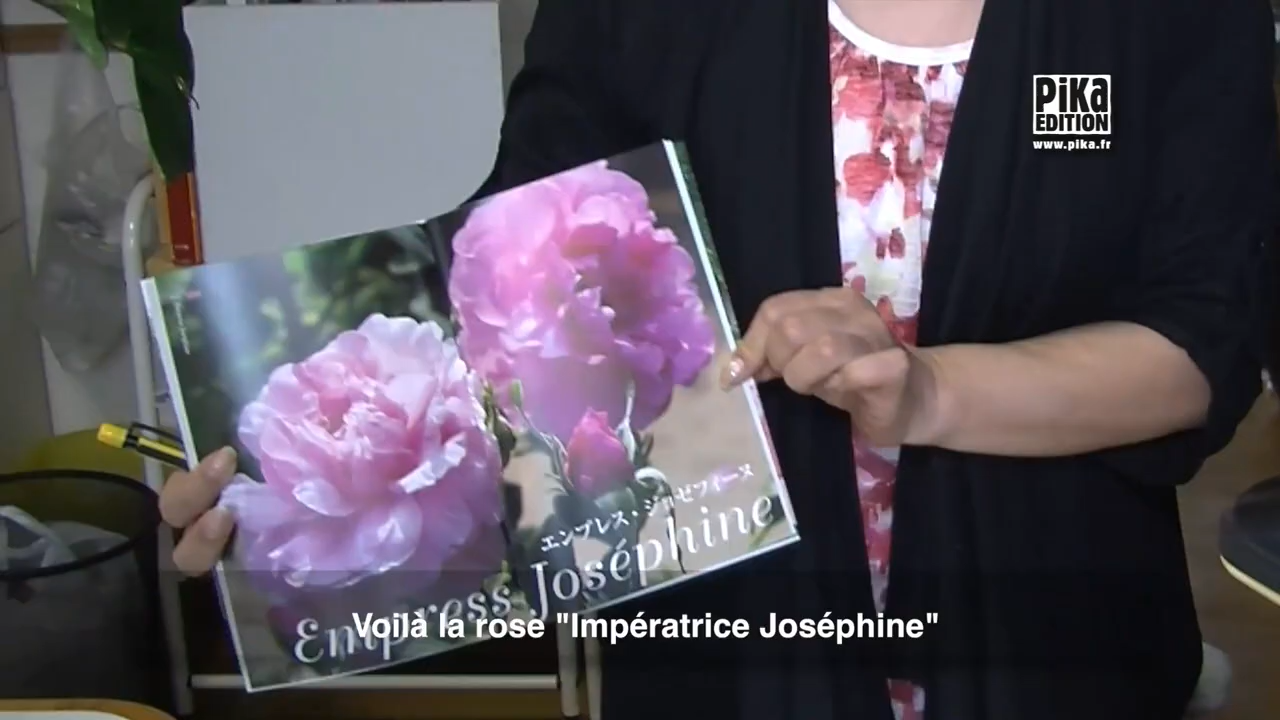 PiKa
EDITION
www.pika.fr
エンプレス・ジョゼフィーヌ
Empress Joséphine
Voilà la rose "Impératrice Joséphine"